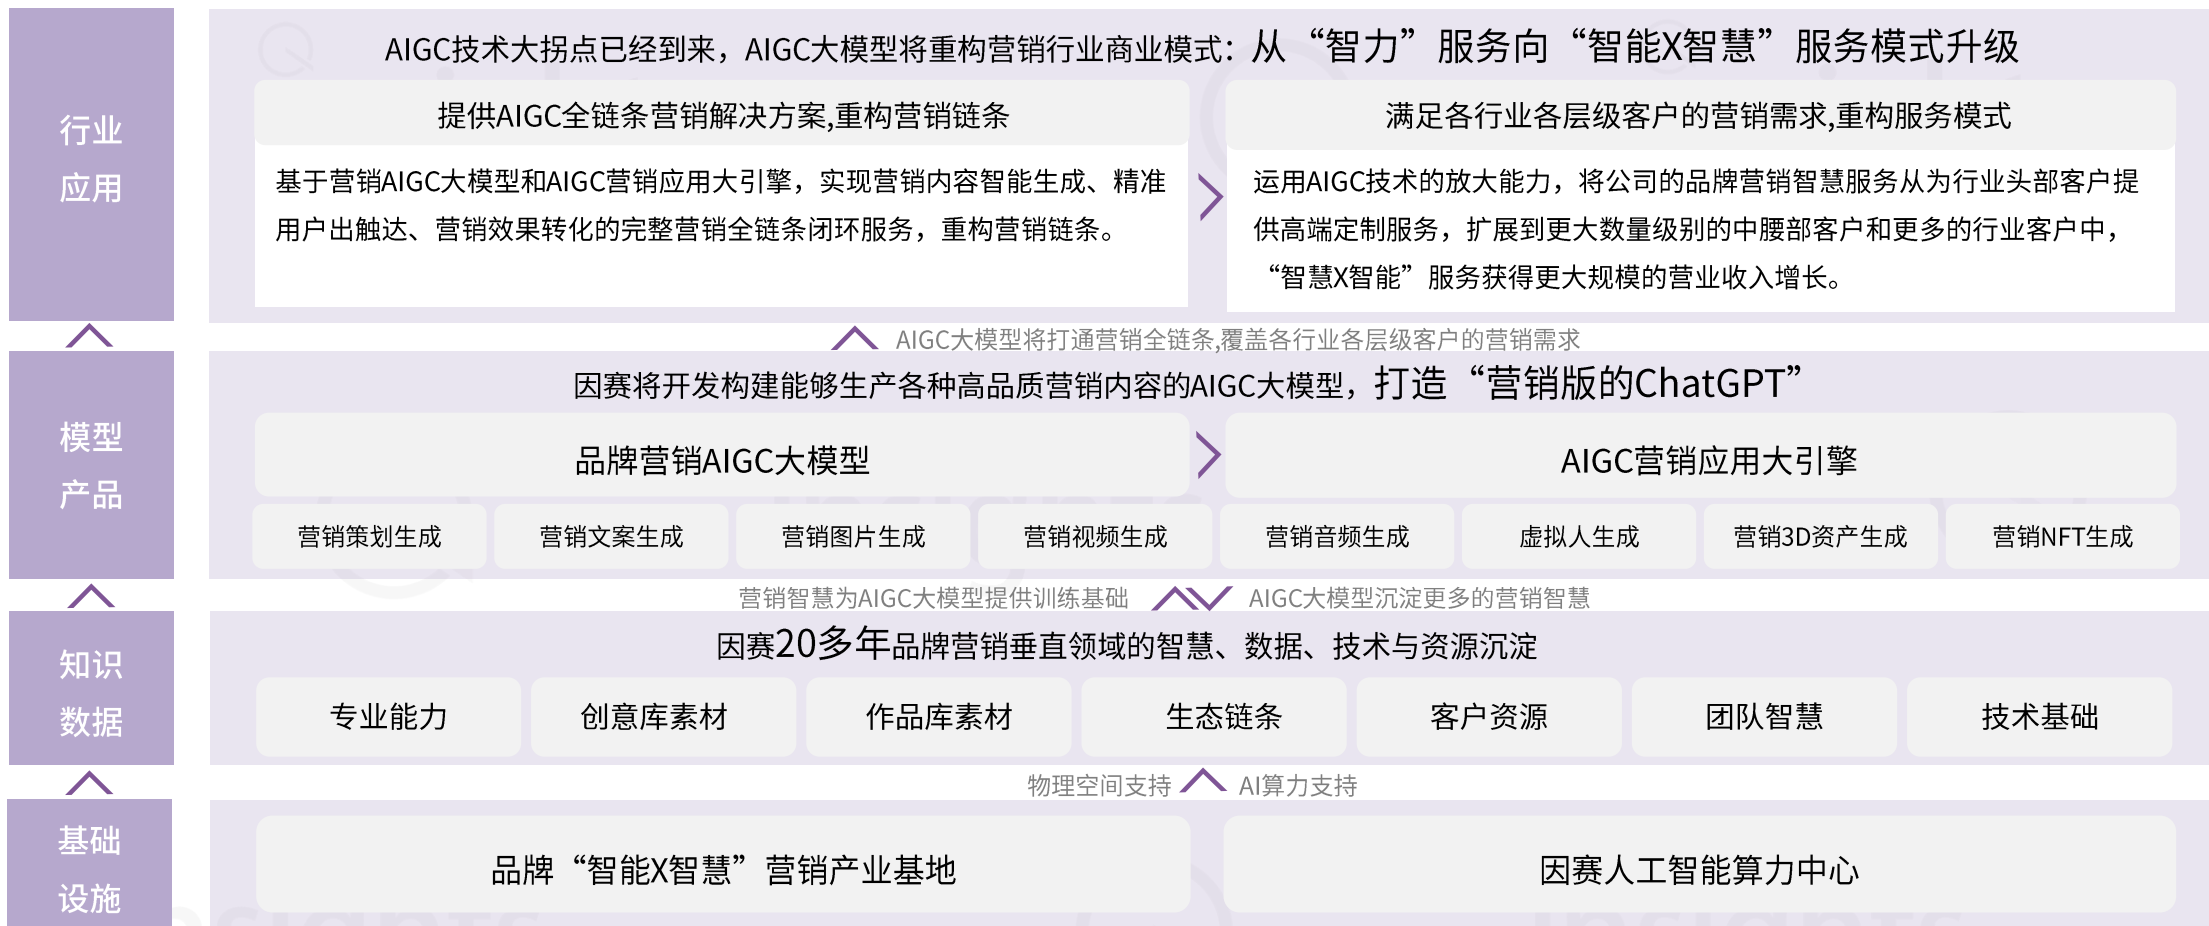 行业
应用
AIGC技术大拐点已经到来，AIGC大模型将重构营销行业商业模式：从“智力”服务向“智能X智慧”服务模式升级
提供AIGC全链条营销解决方案,重构营销链条
基于营销AIGC大模型和AIGC营销应用大引擎，实现营销内容智能生成、精准
用户出触达、营销效果转化的完整营销全链条闭环服务，重构营销链条。
满足各行业各层级客户的营销需求,重构服务模式
运用AIGC技术的放大能力，将公司的品牌营销智慧服务从为行业头部客户提
供高端定制服务，扩展到更大数量级别的中腰部客户和更多的行业客户中，
“智慧X智能”服务获得更大规模的营业收入增长。
AIGC大模型将打通营销全链条,覆盖各行业各层级客户的营销需求
模型
产品
因赛将开发构建能够生产各种高品质营销内容的AIGC大模型，打造“营销版的ChatGPT”
品牌营销AIGC大模型
AIGC营销应用大引擎
营销策划生成
营销文案生成
营销图片生成
营销视频生成
营销音频生成
虚拟人生成
营销3D资产生成
营销NFT生成
营销智慧为AIGC大模型提供训练基础
AIGC大模型沉淀更多的营销智慧
知识
数据
因赛20多年品牌营销垂直领域的智慧、数据、技术与资源沉淀
专业能力
创意库素材
作品库素材
生态链条
客户资源
团队智慧
技术基础
物理空间支持
AI算力支持
基础
设施
品牌“智能X智慧”营销产业基地
因赛人工智能算力中心